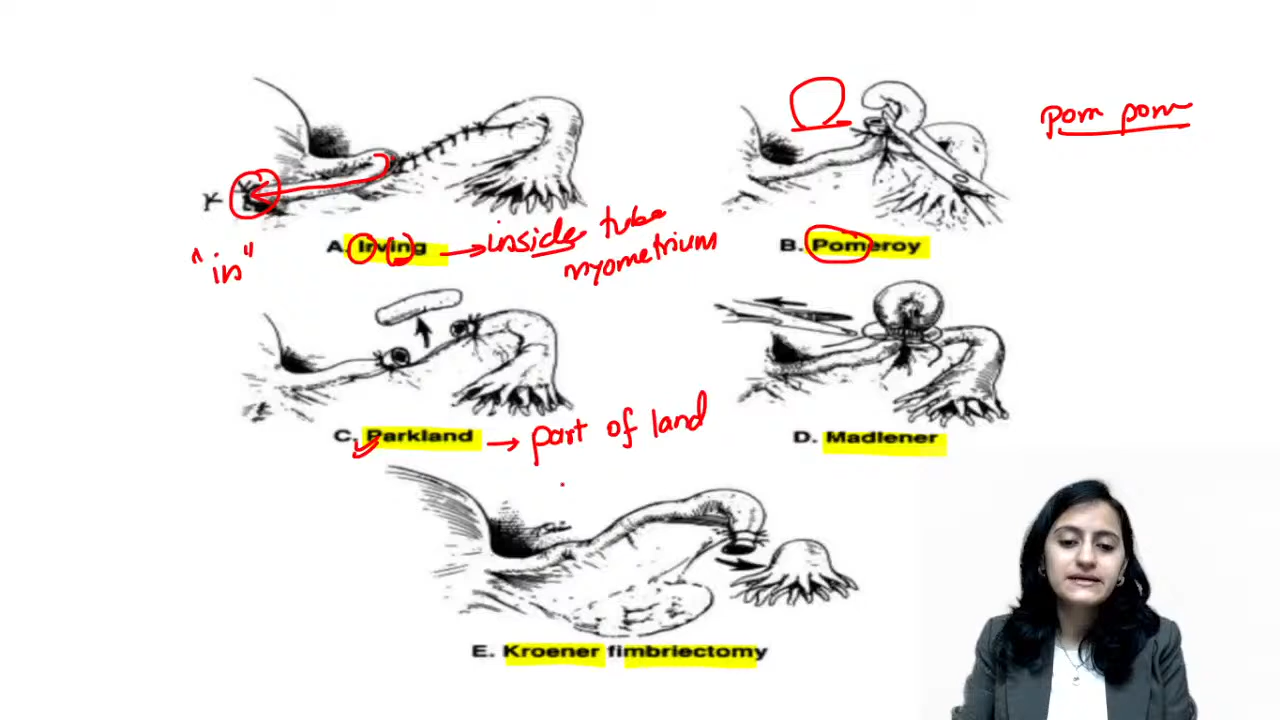 pom pom
A. Irving
→ inside tube
myometrium
"in"
B. Pomeroy
C. Parkland
→ part of land
D. Madlener
E. Kroener fimbriectomy